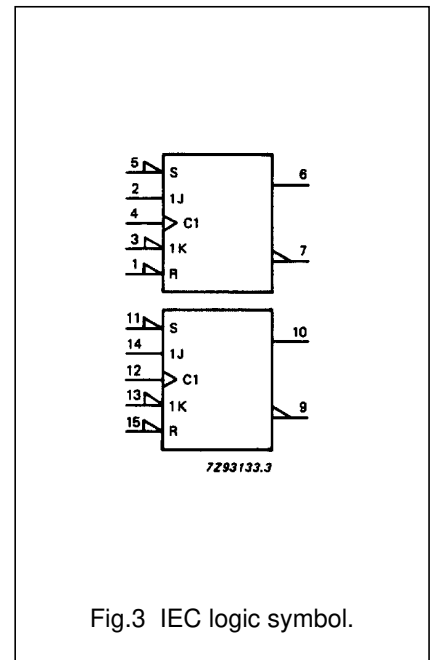 5 S 6
2 1J
4 C1
3 1K 7
1 R
11 S 10
14 1J
12 C1
13 1K 9
15 R
7Z93133.3
Fig.3 IEC logic symbol.